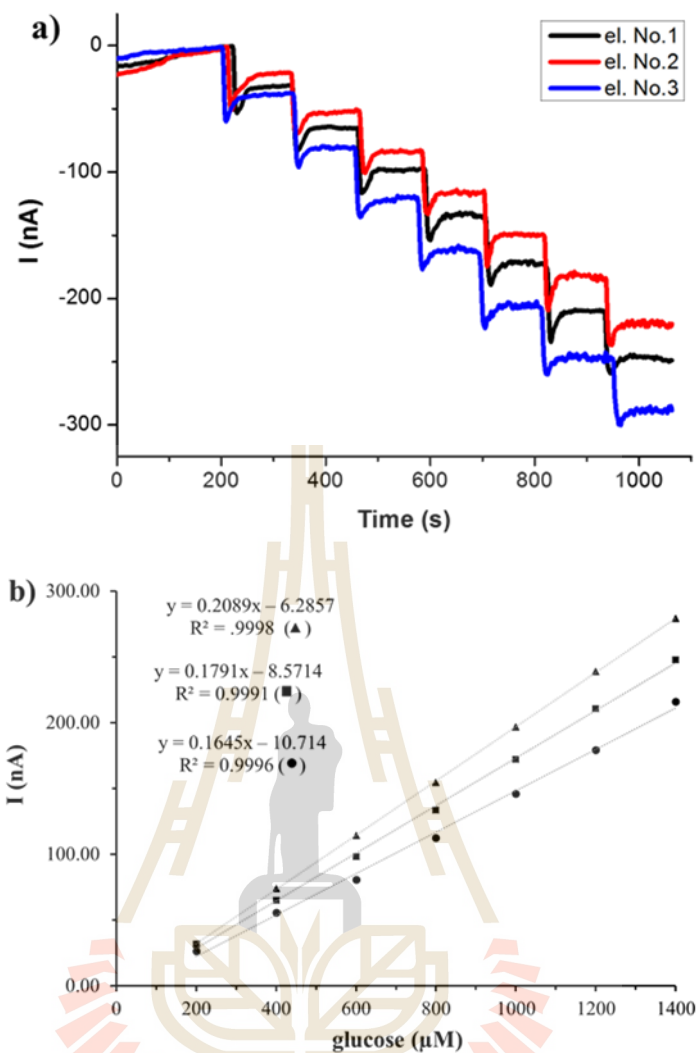 a)
el. No.1
el. No.2
el. No.3
0
-100
-200
-300
I (nA)
0 200 400 600 800 1000
Time (s)
b)
300.00
200.00
100.00
0.00
I (nA)
y = 0.2089x – 6.2857
R² = .9998 (▲)
y = 0.1791x – 8.5714
R² = 0.9991 (■)
y = 0.1645x – 10.714
R² = 0.9996 (●)
0 200 400 600 800 1000 1200 1400
glucose (μM)